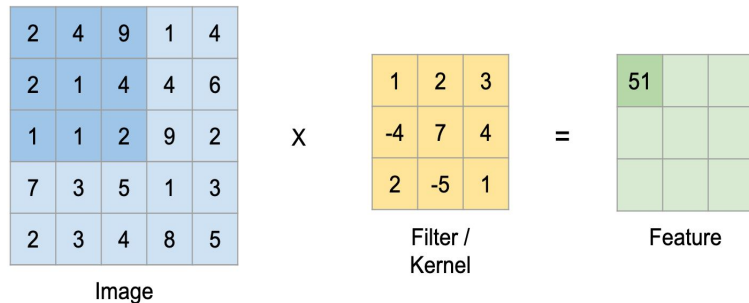 2 4 9 1 4
2 1 4 4 6
1 1 2 9 2
7 3 5 1 3
2 3 4 8 5
Image
X
1 2 3
-4 7 4
2 -5 1
Filter /
Kernel
=
51
Feature